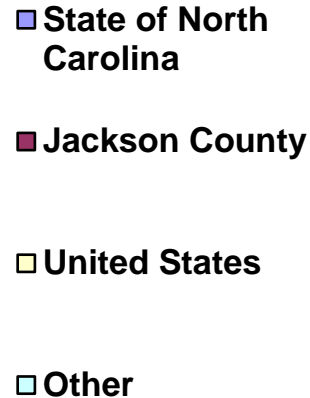 State of North
Carolina
Jackson County
United States
Other